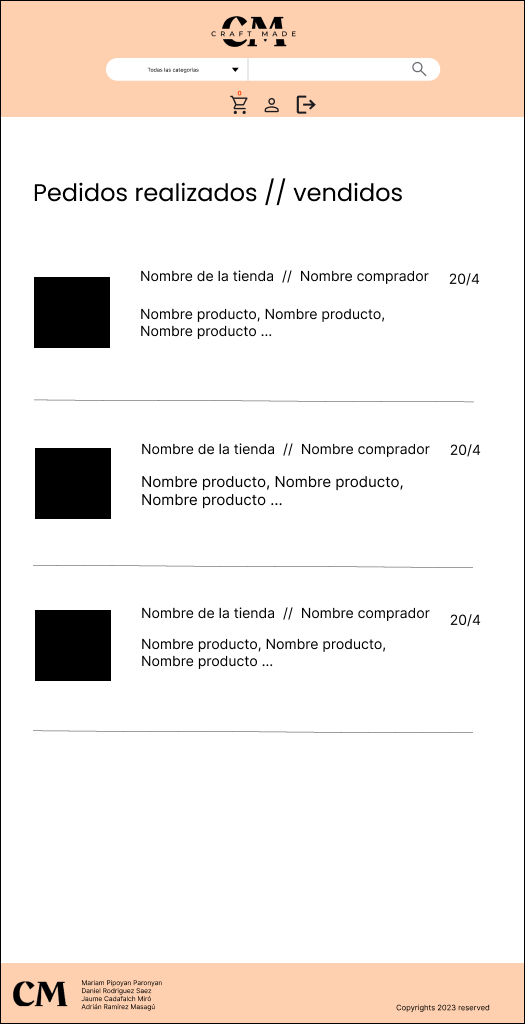 CM
CRAFT MADE
Todas las categorías
0
Pedidos realizados // vendidos
Nombre de la tienda // Nombre comprador 20/4
Nombre producto, Nombre producto,
Nombre producto ...
Nombre de la tienda // Nombre comprador 20/4
Nombre producto, Nombre producto,
Nombre producto ...
Nombre de la tienda // Nombre comprador 20/4
Nombre producto, Nombre producto,
Nombre producto ...
CM
Mariam Pipoyan Paronyan
Daniel Rodriguez Saez
Jaume Cadafalch Miró
Adrián Ramírez Masagú
Copyrights 2023 reserved